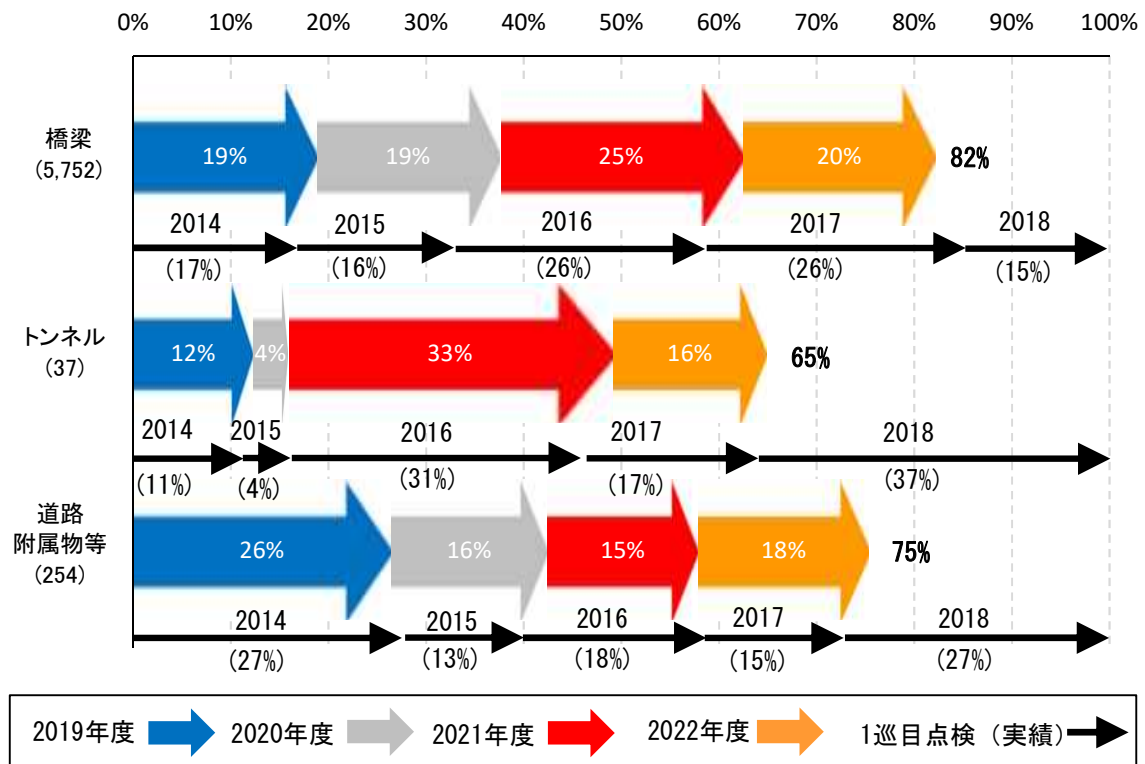 0% 10% 20% 30% 40% 50% 60% 70% 80% 90% 100%
橋梁
(5,752)
19% 19% 25% 20% 82%
2014 2015 2016 2017 2018
(17%) (16%) (26%) (26%) (15%)
トンネル
(37)
12% 4% 33% 16% 65%
2014 2015 2016 2017 2018
(11%) (4%) (31%) (17%) (37%)
道路
附属物等
(254)
26% 16% 15% 18% 75%
2014 2015 2016 2017 2018
(27%) (13%) (18%) (15%) (27%)
2019年度 2020年度 2021年度 2022年度 1巡目点検（実績）